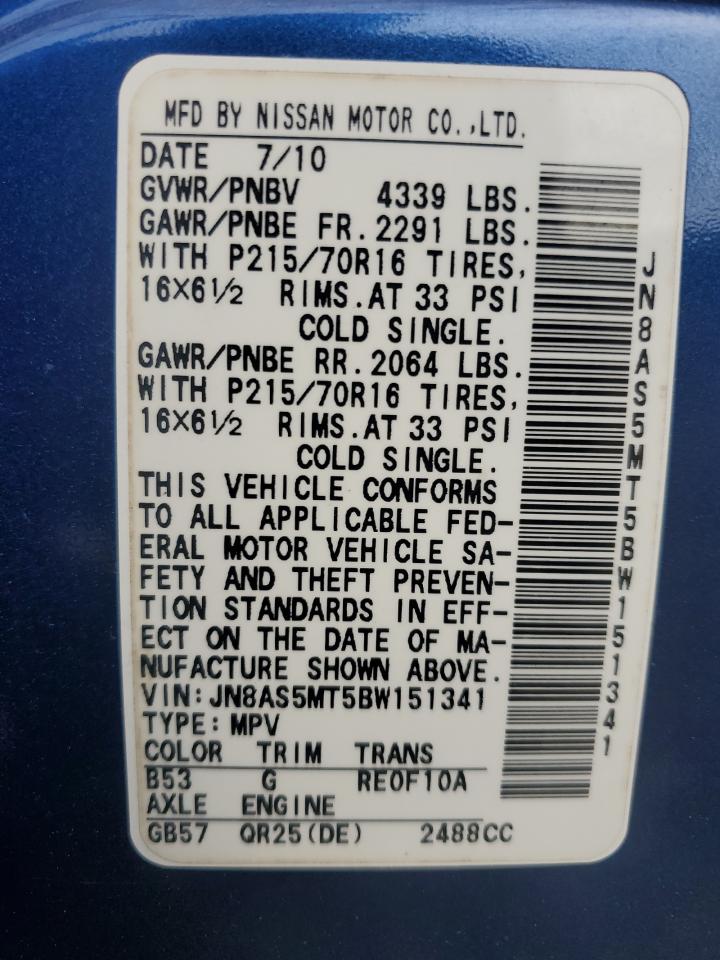 MFD BY NISSAN MOTOR CO.,LTD.
DATE 7/10
GVWR/PNBV 4339 LBS.
GAWR/PNBE FR.2291 LBS.
WITH P215/70R16 TIRES,
16X6½ RIMS.AT 33 PSI
COLD SINGLE.
GAWR/PNBE RR.2064 LBS.
WITH P215/70R16 TIRES,
16X6½ RIMS.AT 33 PSI
COLD SINGLE.
THIS VEHICLE CONFORMS
TO ALL APPLICABLE FED-
ERAL MOTOR VEHICLE SA-
FETY AND THEFT PREVEN-
TION STANDARDS IN EFF-
ECT ON THE DATE OF MA-
NUFACTURE SHOWN ABOVE.
VIN:JN8AS5MT5BW151341
TYPE:MPV
COLOR TRIM TRANS
B53 G RE0F10A
AXLE ENGINE
GB57 QR25(DE) 2488CC
JN8AS5MT5BW151341